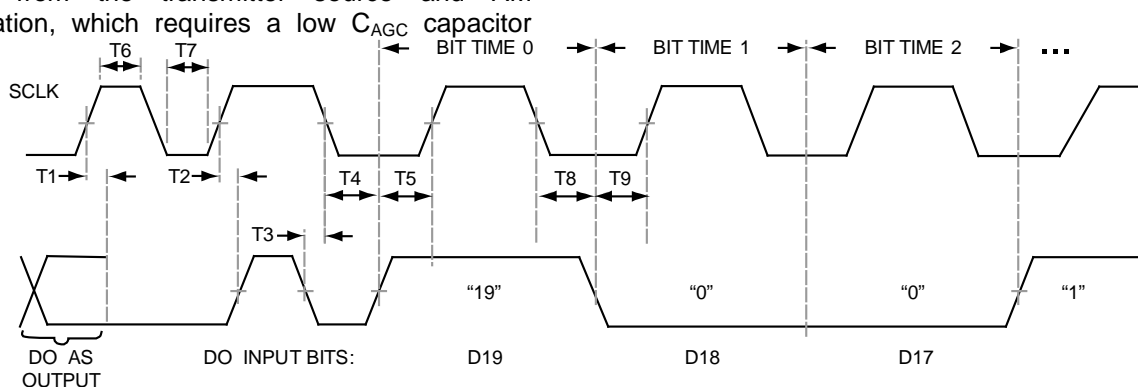 from the transmitter source and
ation, which requires a low CAGC capacitor
T6 T7 BIT TIME 0 BIT TIME 1 BIT TIME 2 ...
SCLK
T1 T2 T4 T5 T8 T9
T3
“19” “0” “0” “1”
DO AS OUTPUT
DO INPUT BITS: D19 D18 D17